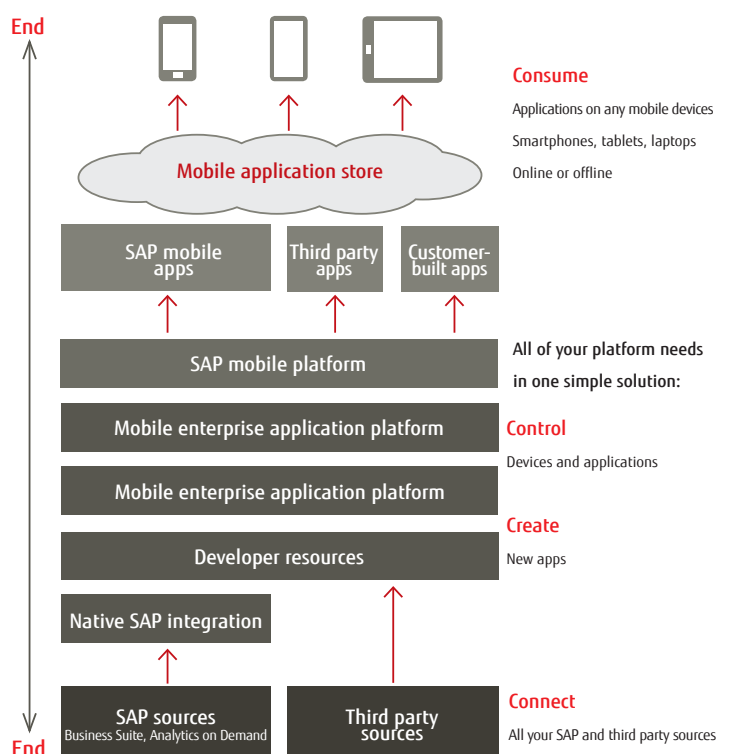 End
Consume
Applications on any mobile devices
Smartphones, tablets, laptops
Online or offline
Mobile application store
SAP mobile
apps
Third party
apps
Customer-
built apps
SAP mobile platform
All of your platform needs
in one simple solution:
Mobile enterprise application platform
Control
Devices and applications
Mobile enterprise application platform
Create
New apps
Developer resources
Native SAP integration
SAP sources
Business Suite, Analytics on Demand
Third party
sources
Connect
All your SAP and third party sources
End